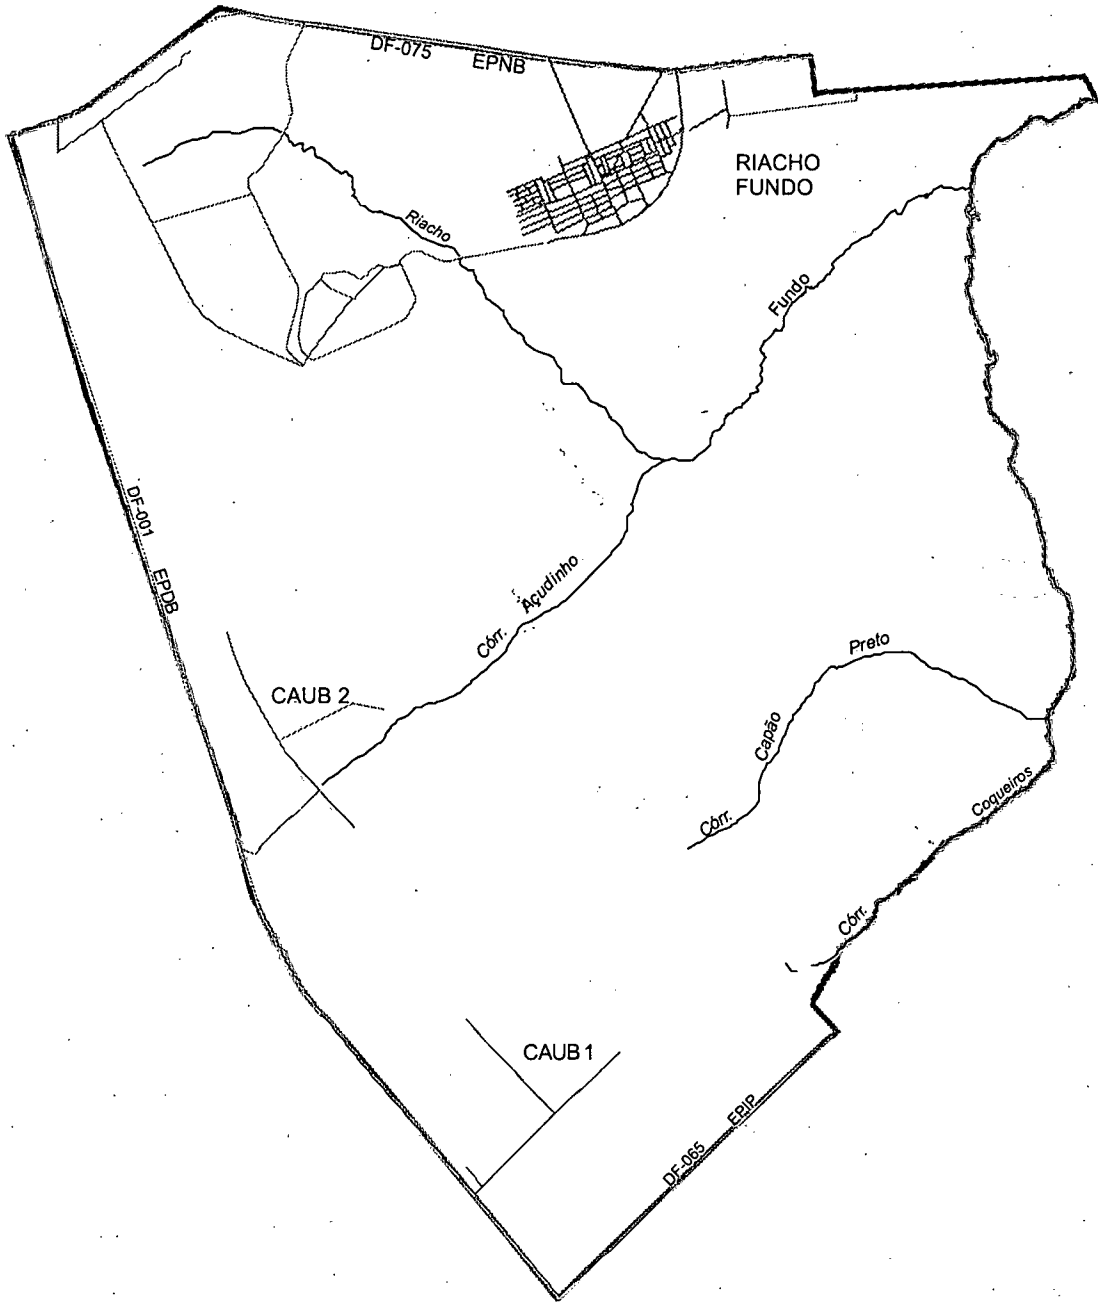 DF-075 EPNB
RIACHO
FUNDO
Riacho
Fundo
DF-001 EPDB
Córr. Açudinho
CAUB 2
Córr. Capão Preto
Córr. Coqueiros
CAUB 1
DF-065 EPIP